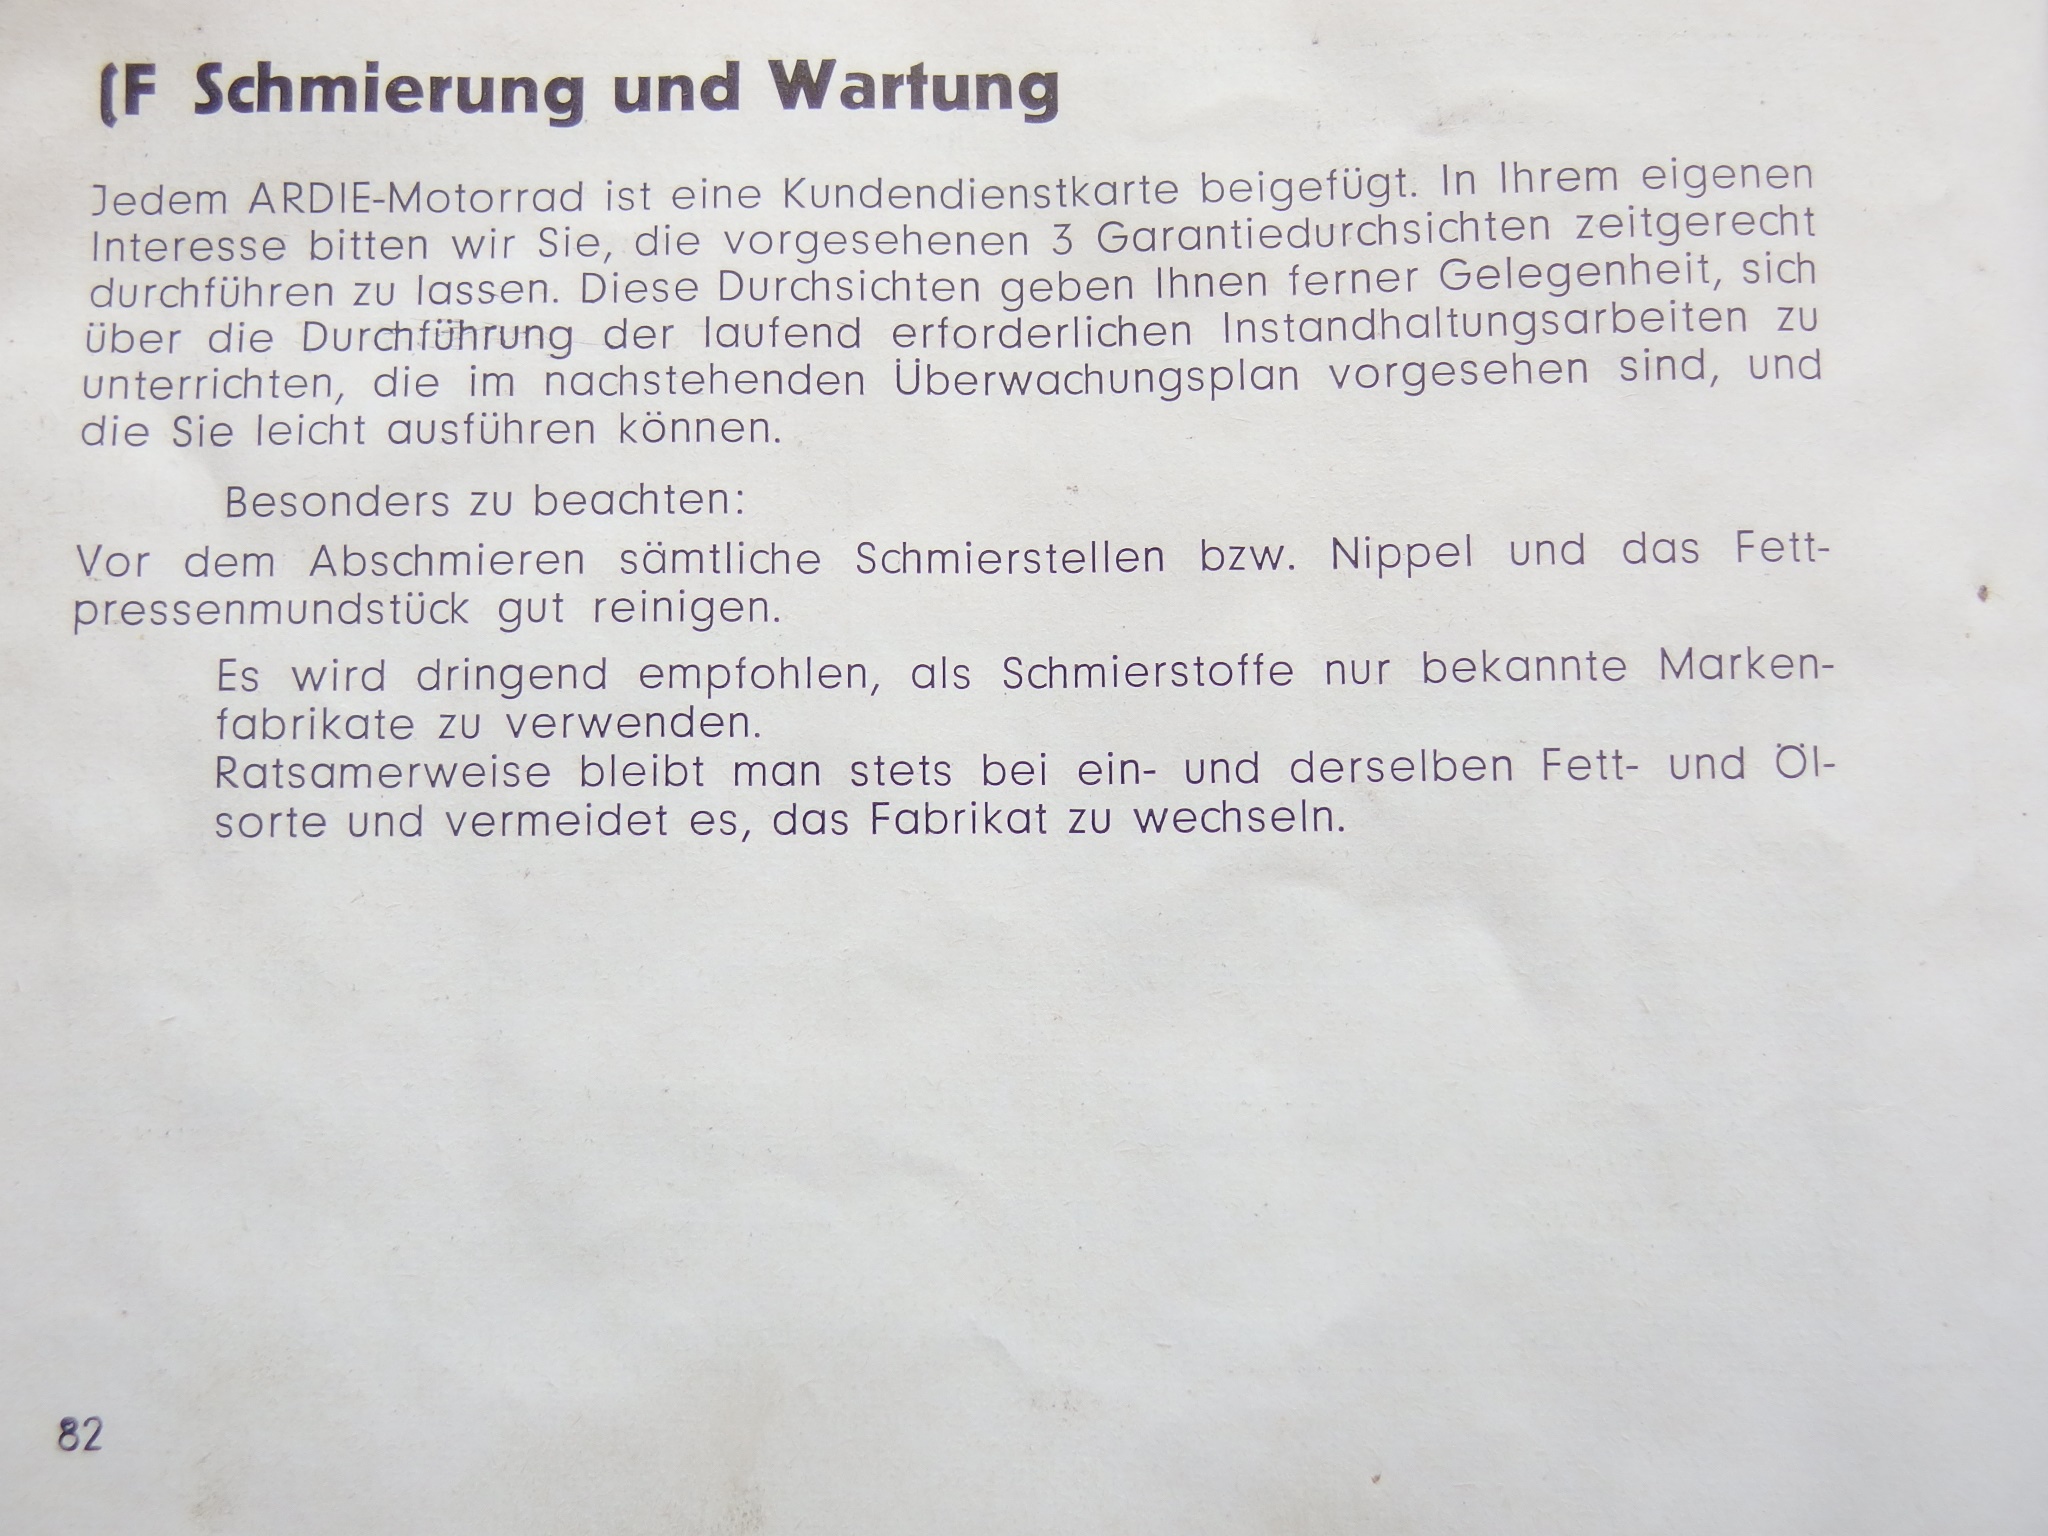 (F Schmierung und Wartung
Jedem ARDIE-Motorrad ist eine Kundendienstkarte beigefügt. In Ihrem eigenen
Interesse bitten wir Sie, die vorgesehenen 3 Garantiedurchsichten zeitgerecht
durchführen zu lassen. Diese Durchsichten geben Ihnen ferner Gelegenheit, sich
über die Durchführung der laufend erforderlichen Instandhaltungsarbeiten zu
unterrichten, die im nachstehenden Überwachungsplan vorgesehen sind, und
die Sie leicht ausführen können.
Besonders zu beachten:
Vor dem Abschmieren sämtliche Schmierstellen bzw. Nippel und das Fett-
pressenmundstück gut reinigen.
Es wird dringend empfohlen, als Schmierstoffe nur bekannte Marken-
fabrikate zu verwenden.
Ratsamerweise bleibt man stets bei ein- und derselben Fett- und Öl-
sorte und vermeidet es, das Fabrikat zu wechseln.
82